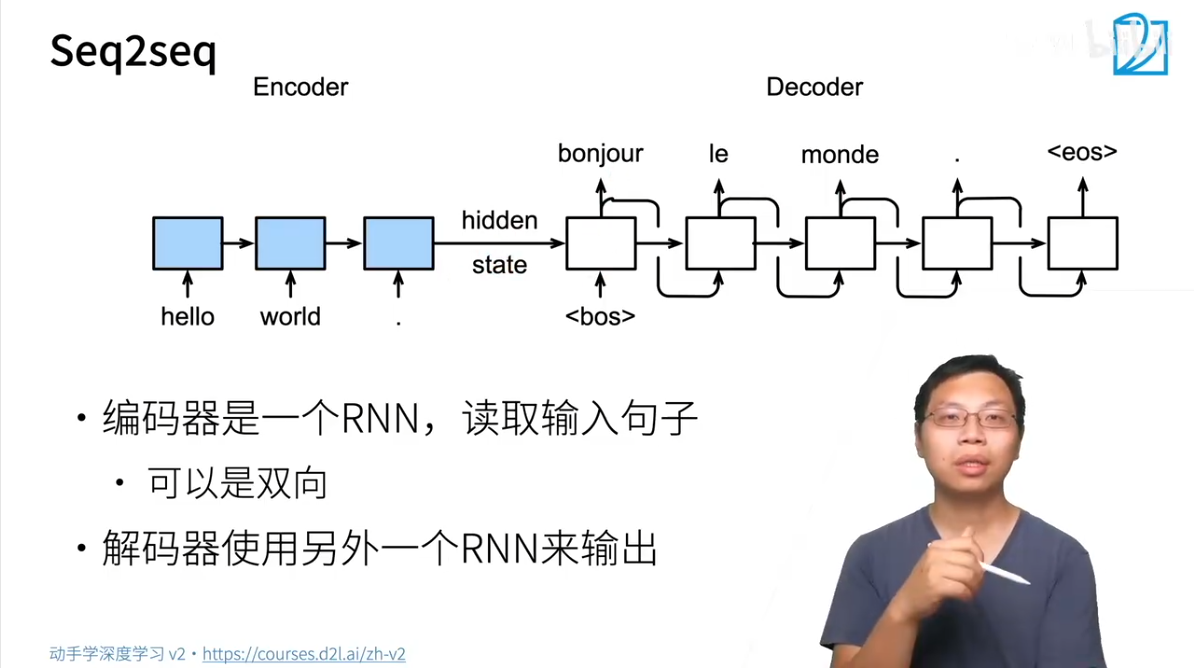 Seq2seq
Encoder
Decoder
bonjour le monde . <eos>
hidden
state
hello world . <bos>
• 编码器是一个RNN，读取输入句子
• 可以是双向
• 解码器使用另外一个RNN来输出
动手学深度学习 v2 • https://courses.d2l.ai/zh-v2